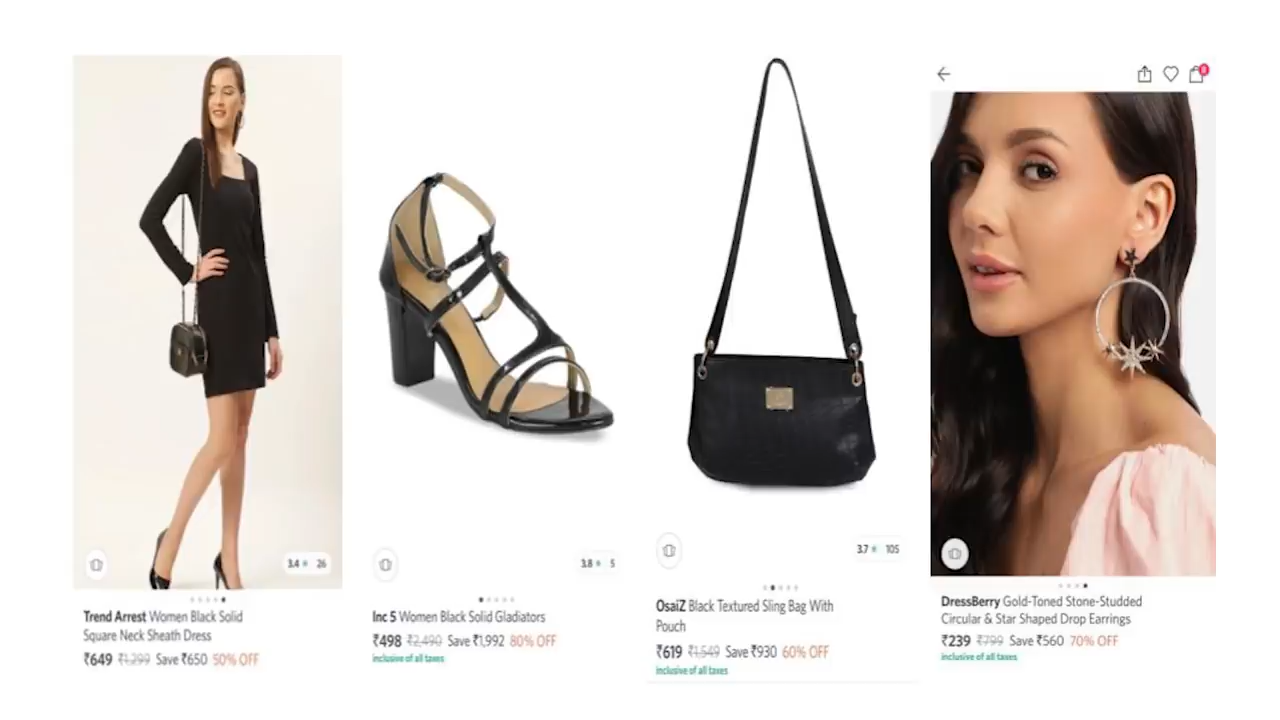 3.4 ★ 26
Trend Arrest Women Black Solid
Square Neck Sheath Dress
₹649 ₹1,299 Save ₹650 50% OFF
3.8 ★ 5
Inc 5 Women Black Solid Gladiators
₹498 ₹2,490 Save ₹1,992 80% OFF
inclusive of all taxes
3.7 ★ 105
OsaiZ Black Textured Sling Bag With
Pouch
₹619 ₹1,549 Save ₹930 60% OFF
inclusive of all taxes
DressBerry Gold-Toned Stone-Studded
Circular & Star Shaped Drop Earrings
₹239 ₹799 Save ₹560 70% OFF
inclusive of all taxes